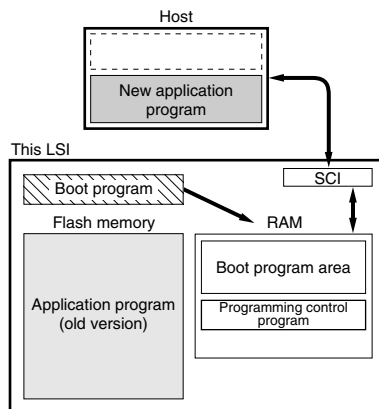 Host
New application
program
This LSI
SCI
Boot program
Flash memory
RAM
Application program
(old version)
Boot program area
Programming control
program